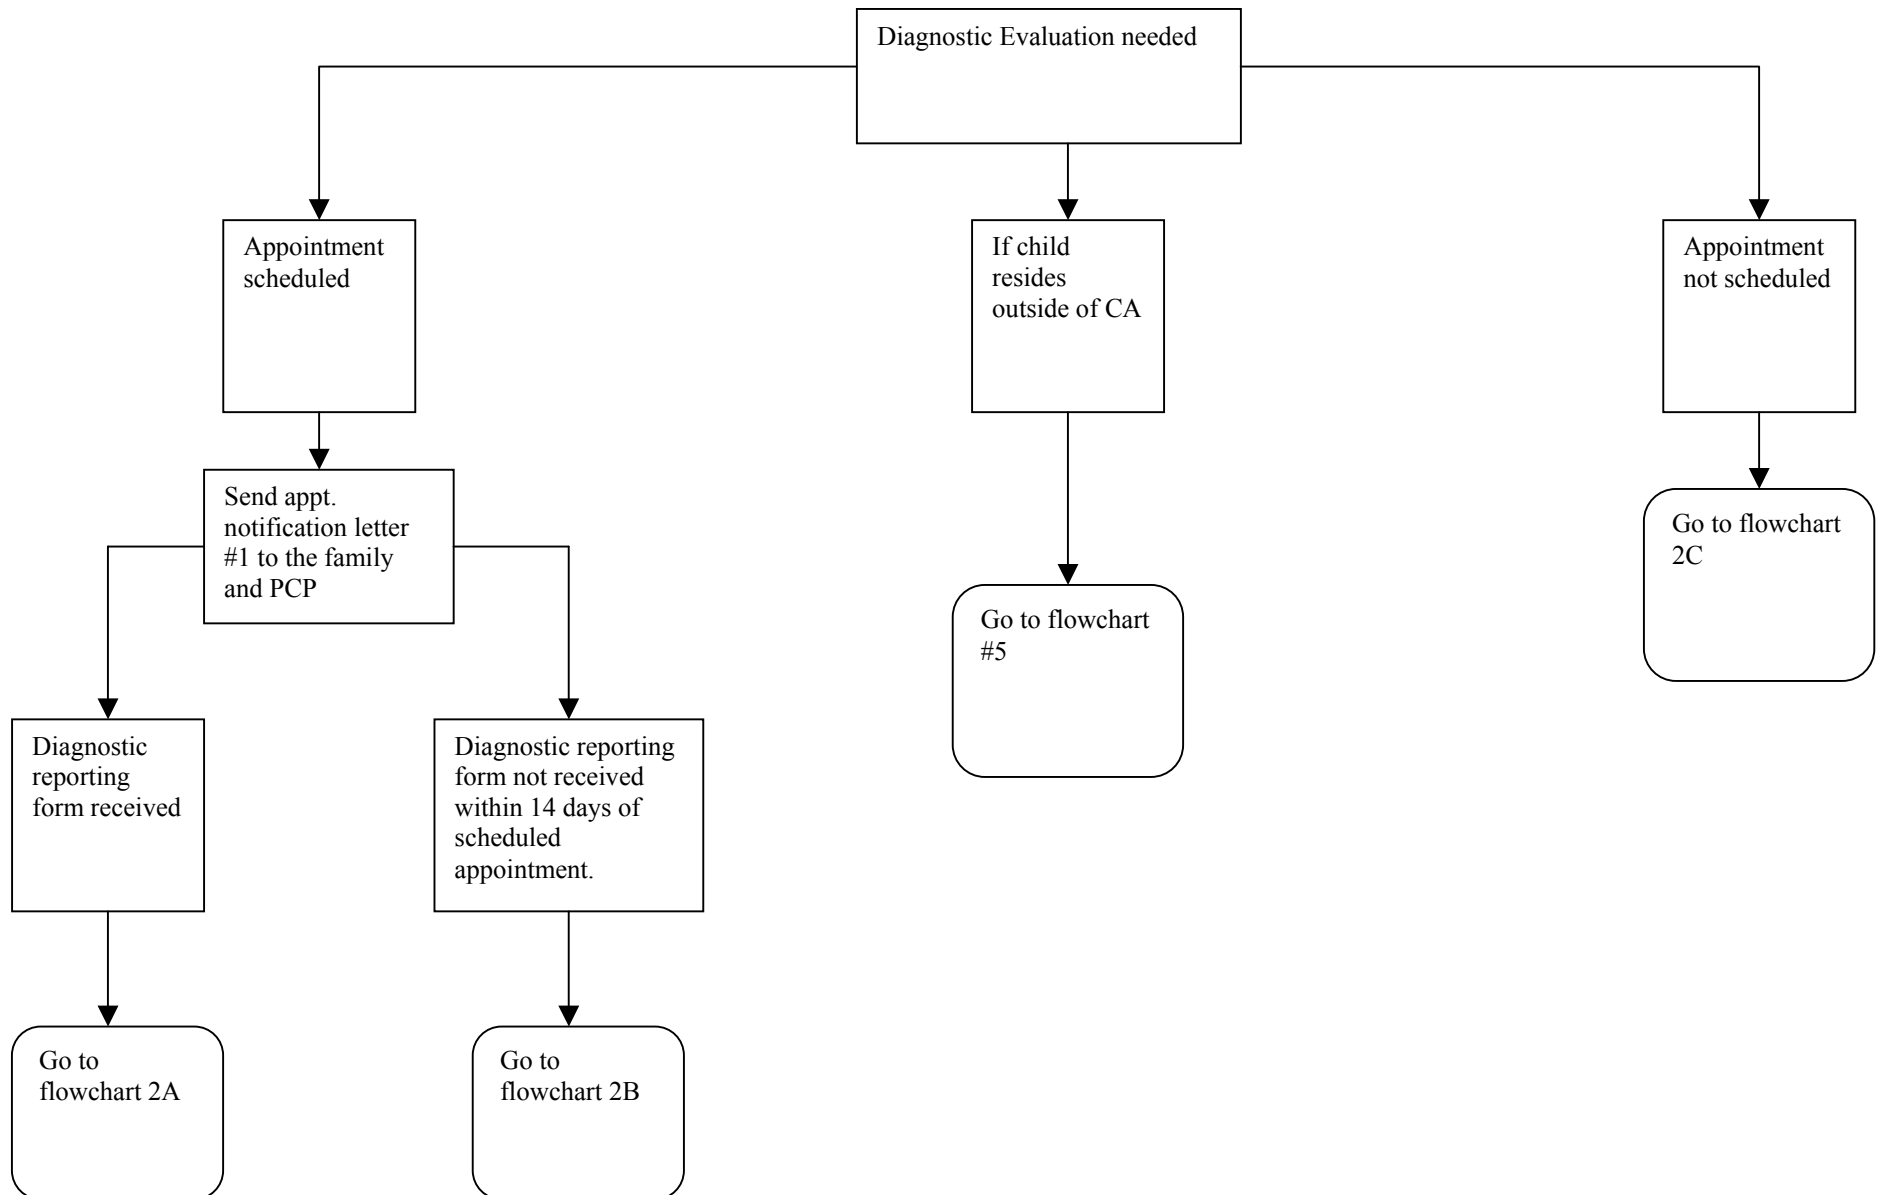 Diagnostic Evaluation needed
Appointment
scheduled
If child
resides
outside of CA
Appointment
not scheduled
Send appt.
notification letter
#1 to the family
and PCP
Go to flowchart
2C
Go to flowchart
#5
Diagnostic
reporting
form received
Diagnostic reporting
form not received
within 14 days of
scheduled
appointment.
Go to
flowchart 2A
Go to
flowchart 2B